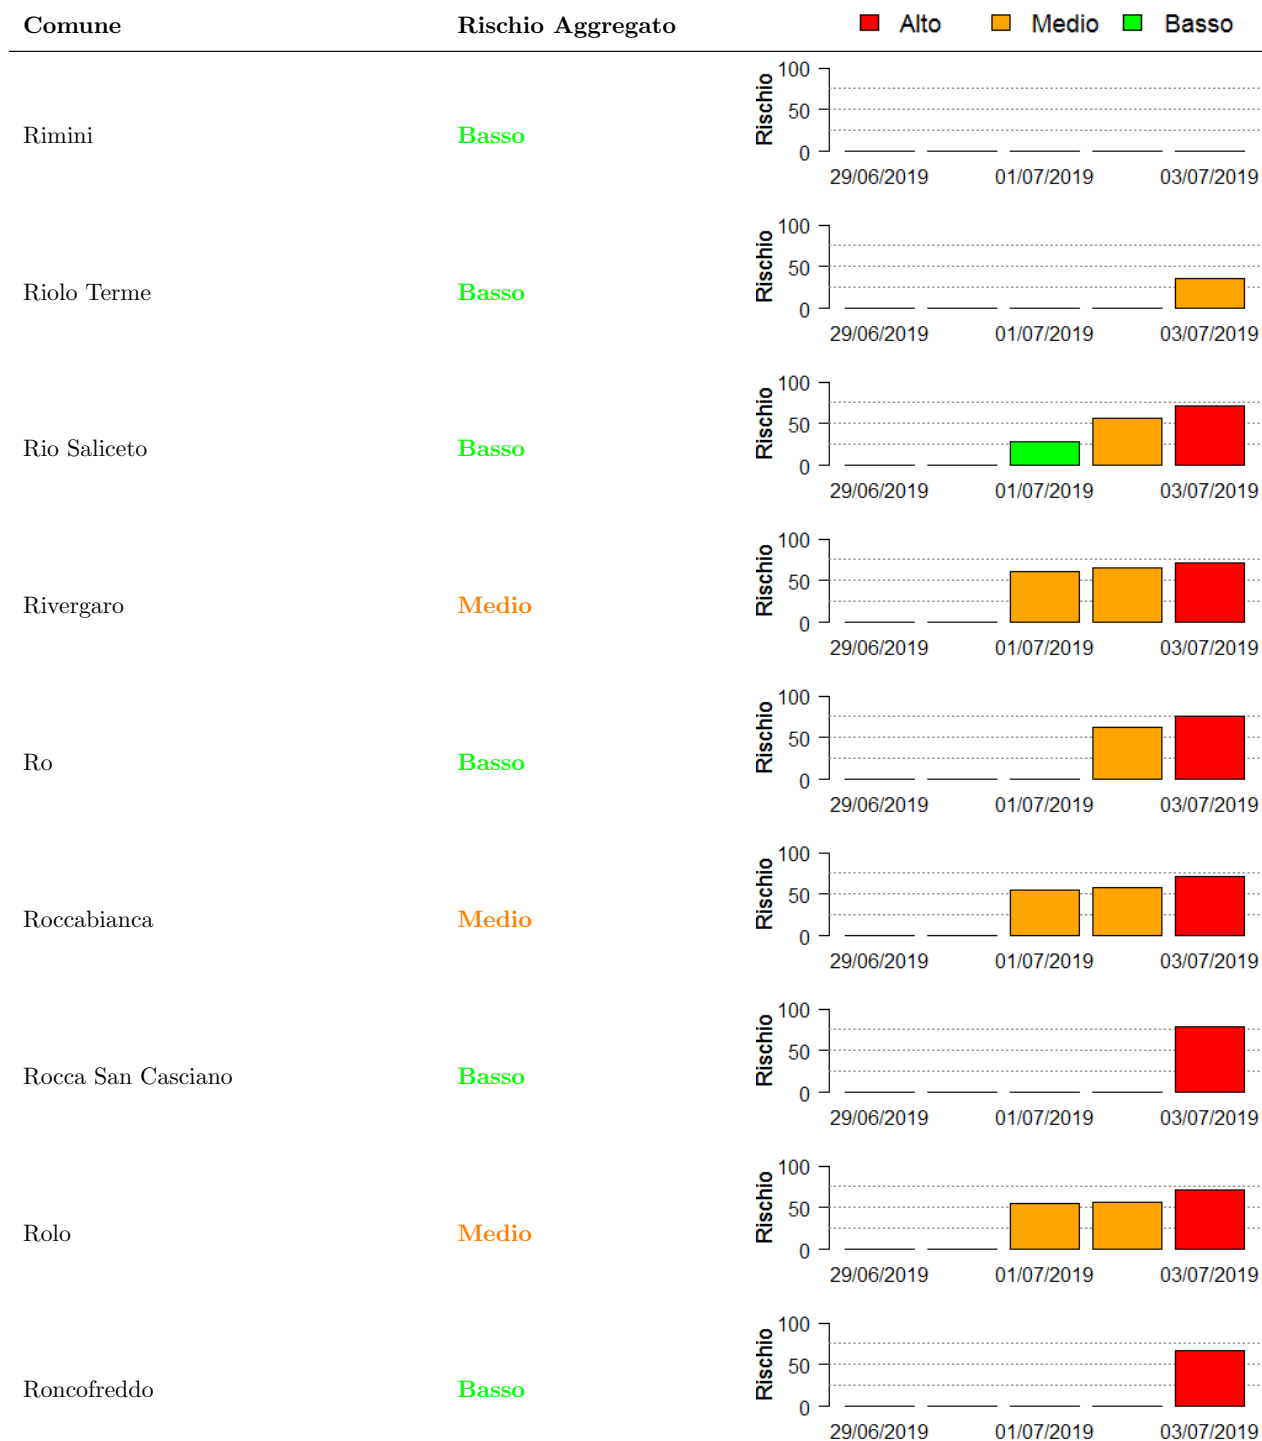 Comune Rischio Aggregato Alto Medio Basso
Rimini Basso
Rischio
100
50
0
29/06/2019 01/07/2019 03/07/2019
Riolo Terme Basso
Rischio
100
50
0
29/06/2019 01/07/2019 03/07/2019
Rio Saliceto Basso
Rischio
100
50
0
29/06/2019 01/07/2019 03/07/2019
Rivergaro Medio
Rischio
100
50
0
29/06/2019 01/07/2019 03/07/2019
Ro Basso
Rischio
100
50
0
29/06/2019 01/07/2019 03/07/2019
Roccabianca Medio
Rischio
100
50
0
29/06/2019 01/07/2019 03/07/2019
Rocca San Casciano Basso
Rischio
100
50
0
29/06/2019 01/07/2019 03/07/2019
Rolo Medio
Rischio
100
50
0
29/06/2019 01/07/2019 03/07/2019
Roncofreddo Basso
Rischio
100
50
0
29/06/2019 01/07/2019 03/07/2019